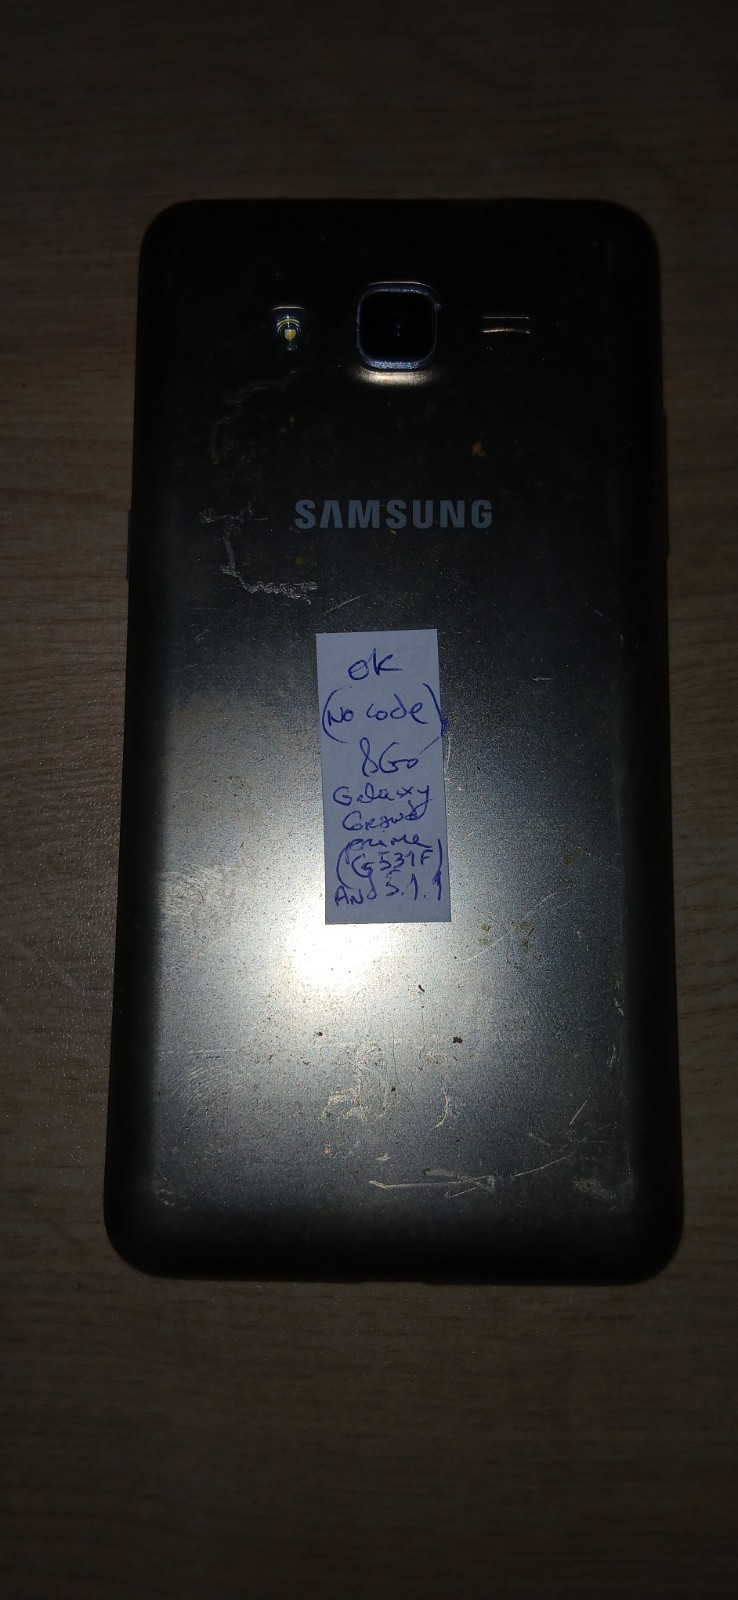 SAMSUNG
OK
(No code)
8Go
Galaxy
Grand
prime
(G531F)
AND 5.1.1